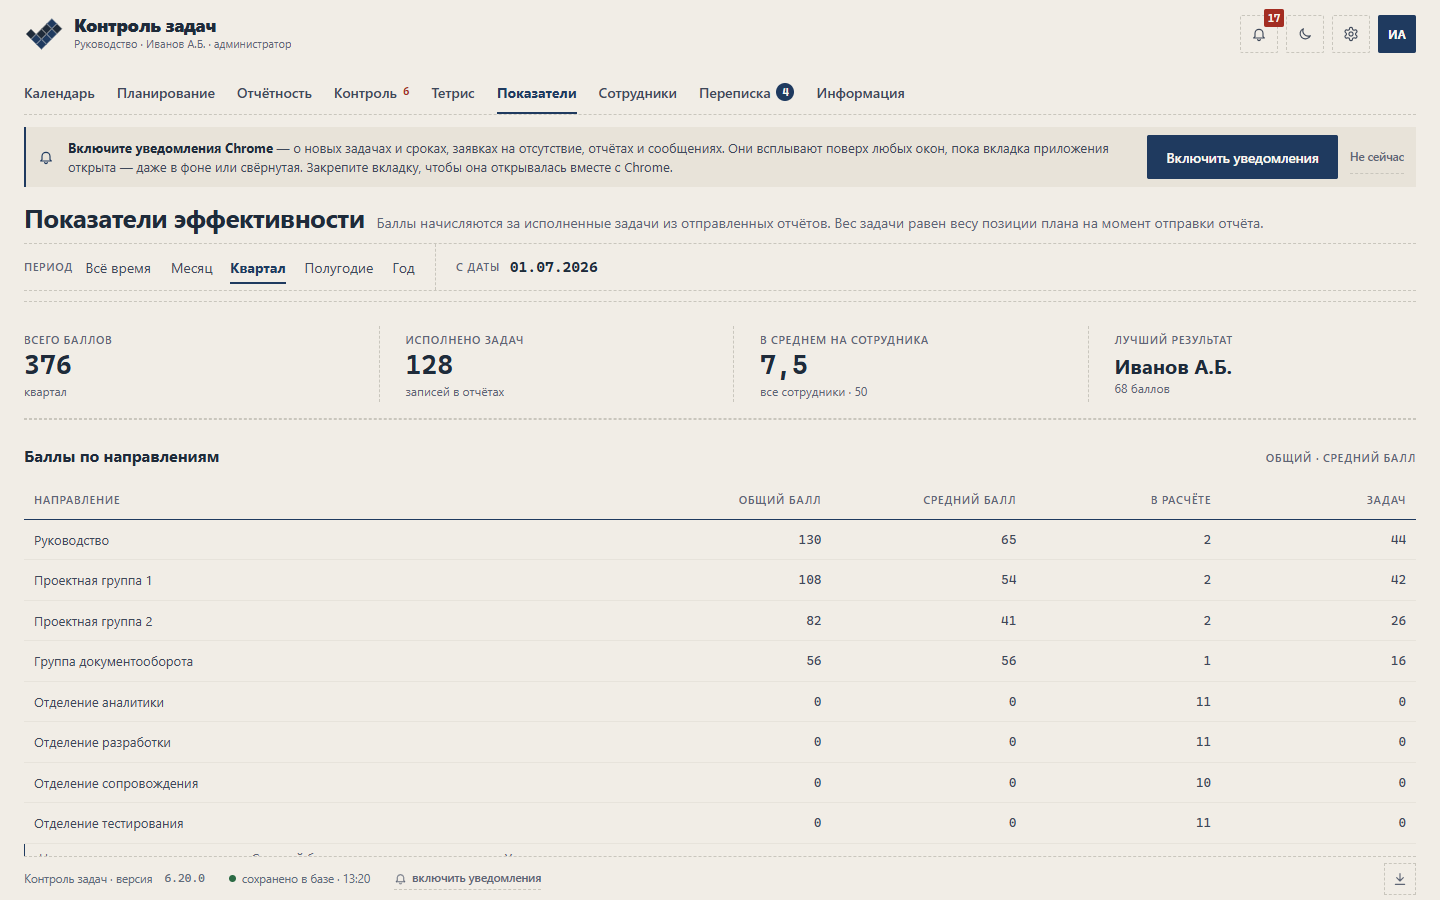 Контроль задач
Руководство · Иванов А.Б. · администратор
17
ИА
Календарь Планирование Отчётность Контроль 6 Тетрис Показатели Сотрудники Переписка 4 Информация
Включите уведомления Chrome — о новых задачах и сроках, заявках на отсутствие, отчётах и сообщениях. Они всплывают поверх любых окон, пока вкладка приложения
открыта — даже в фоне или свёрнутая. Закрепите вкладку, чтобы она открывалась вместе с Chrome.
Включить уведомления
Не сейчас
Показатели эффективности Баллы начисляются за исполненные задачи из отправленных отчётов. Вес задачи равен весу позиции плана на момент отправки отчёта.
ПЕРИОД Всё время Месяц Квартал Полугодие Год С ДАТЫ 01.07.2026
ВСЕГО БАЛЛОВ
376
квартал
ИСПОЛНЕНО ЗАДАЧ
128
записей в отчётах
В СРЕДНЕМ НА СОТРУДНИКА
7,5
все сотрудники · 50
ЛУЧШИЙ РЕЗУЛЬТАТ
Иванов А.Б.
68 баллов
Баллы по направлениям
ОБЩИЙ · СРЕДНИЙ БАЛЛ
НАПРАВЛЕНИЕ ОБЩИЙ БАЛЛ СРЕДНИЙ БАЛЛ В РАСЧЁТЕ ЗАДАЧ
Руководство 130 65 2 44
Проектная группа 1 108 54 2 42
Проектная группа 2 82 41 2 26
Группа документооборота 56 56 1 16
Отделение аналитики 0 0 11 0
Отделение разработки 0 0 11 0
Отделение сопровождения 0 0 10 0
Отделение тестирования 0 0 11 0
Контроль задач · версия 6.20.0 сохранено в базе · 13:20 включить уведомления